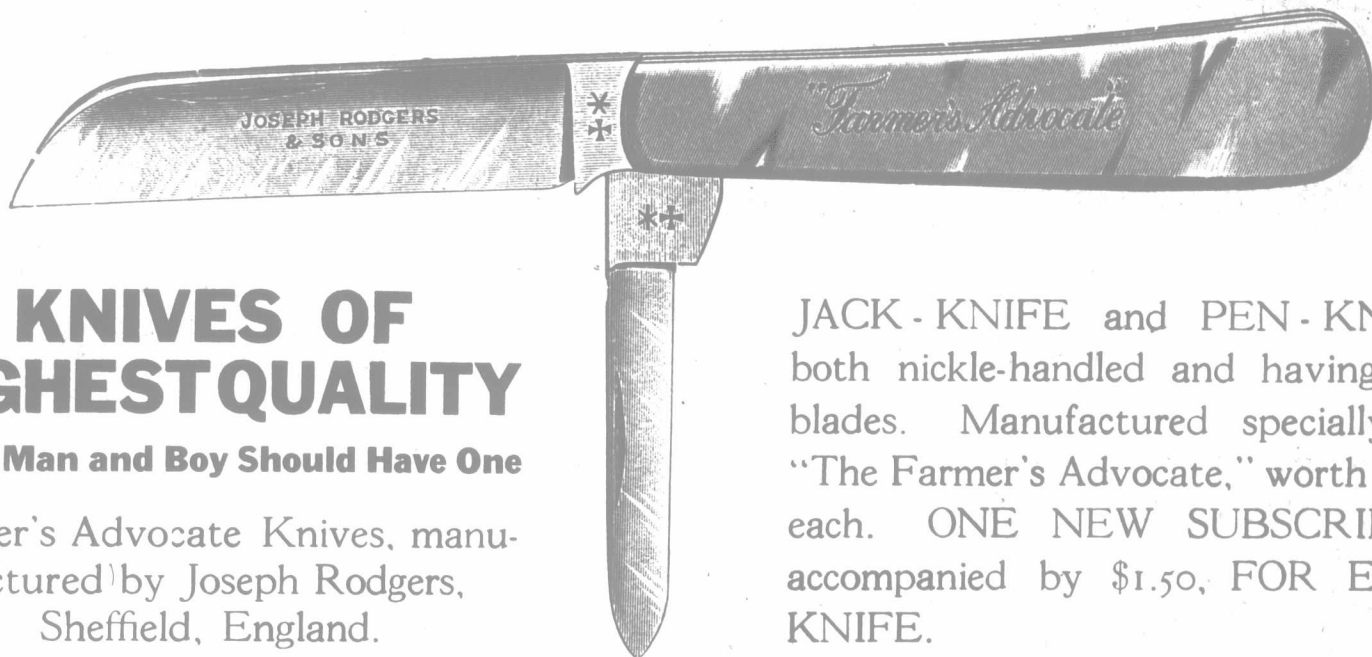 JOSEPH RODGERS
& SONS
"Farmer's Advocate"
KNIVES OF
GHEST QUALITY
Man and Boy Should Have One
er's Advocate Knives, manu-
ctured by Joseph Rodgers,
Sheffield, England.
JACK-KNIFE and PEN-KN
both nickle-handled and having
blades. Manufactured specially
"The Farmer's Advocate," worth
each. ONE NEW SUBSCRI
accompanied by $1.50, FOR E
KNIFE.